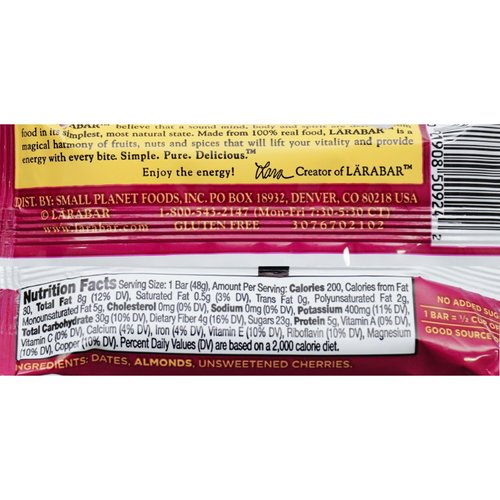 LÄRABAR™ believe that a sound mind, body and spirit are
food in its simplest, most natural state. Made from 100% real food, LÄRABAR™ is a
magical harmony of fruits, nuts and spices that will lift your vitality and provide
energy with every bite. Simple. Pure. Delicious.™
Enjoy the energy! Lara Creator of LÄRABAR™
DIST. BY: SMALL PLANET FOODS, INC. PO BOX 18932, DENVER, CO 80218 USA
© LÄRABAR 1-800-543-2147 (Mon-Fri 7:30-5:30 CT)
www.larabar.com GLUTEN FREE 3076702102
21908 50924 2
Nutrition Facts Serving Size: 1 Bar (48g), Amount Per Serving: Calories 200, Calories from Fat
80, Total Fat 8g (12% DV), Saturated Fat 0.5g (3% DV), Trans Fat 0g, Polyunsaturated Fat 2g,
Monounsaturated Fat 5g, Cholesterol 0mg (0% DV), Sodium 0mg (0% DV), Potassium 400mg (11% DV),
Total Carbohydrate 30g (10% DV), Dietary Fiber 4g (16% DV), Sugars 23g, Protein 5g, Vitamin A (0% DV),
Vitamin C (0% DV), Calcium (4% DV), Iron (4% DV), Vitamin E (10% DV), Riboflavin (10% DV), Magnesium
(10% DV), Copper (10% DV). Percent Daily Values (DV) are based on a 2,000 calorie diet.
INGREDIENTS: DATES, ALMONDS, UNSWEETENED CHERRIES.
NO ADDED SUG
1 BAR = ½ CUP O
GOOD SOURCE